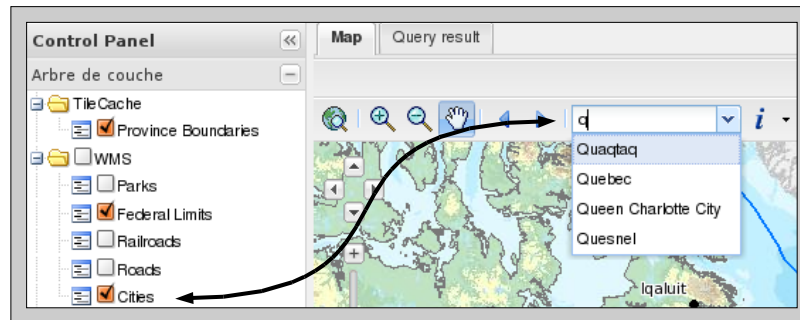 Control Panel
Arbre de couche
TileCache
Province Boundaries
WMS
Parks
Federal Limits
Railroads
Roads
Cities
Map
Query result
q
i
Quaqtaq
Quebec
Queen Charlotte City
Quesnel
Iqaluit